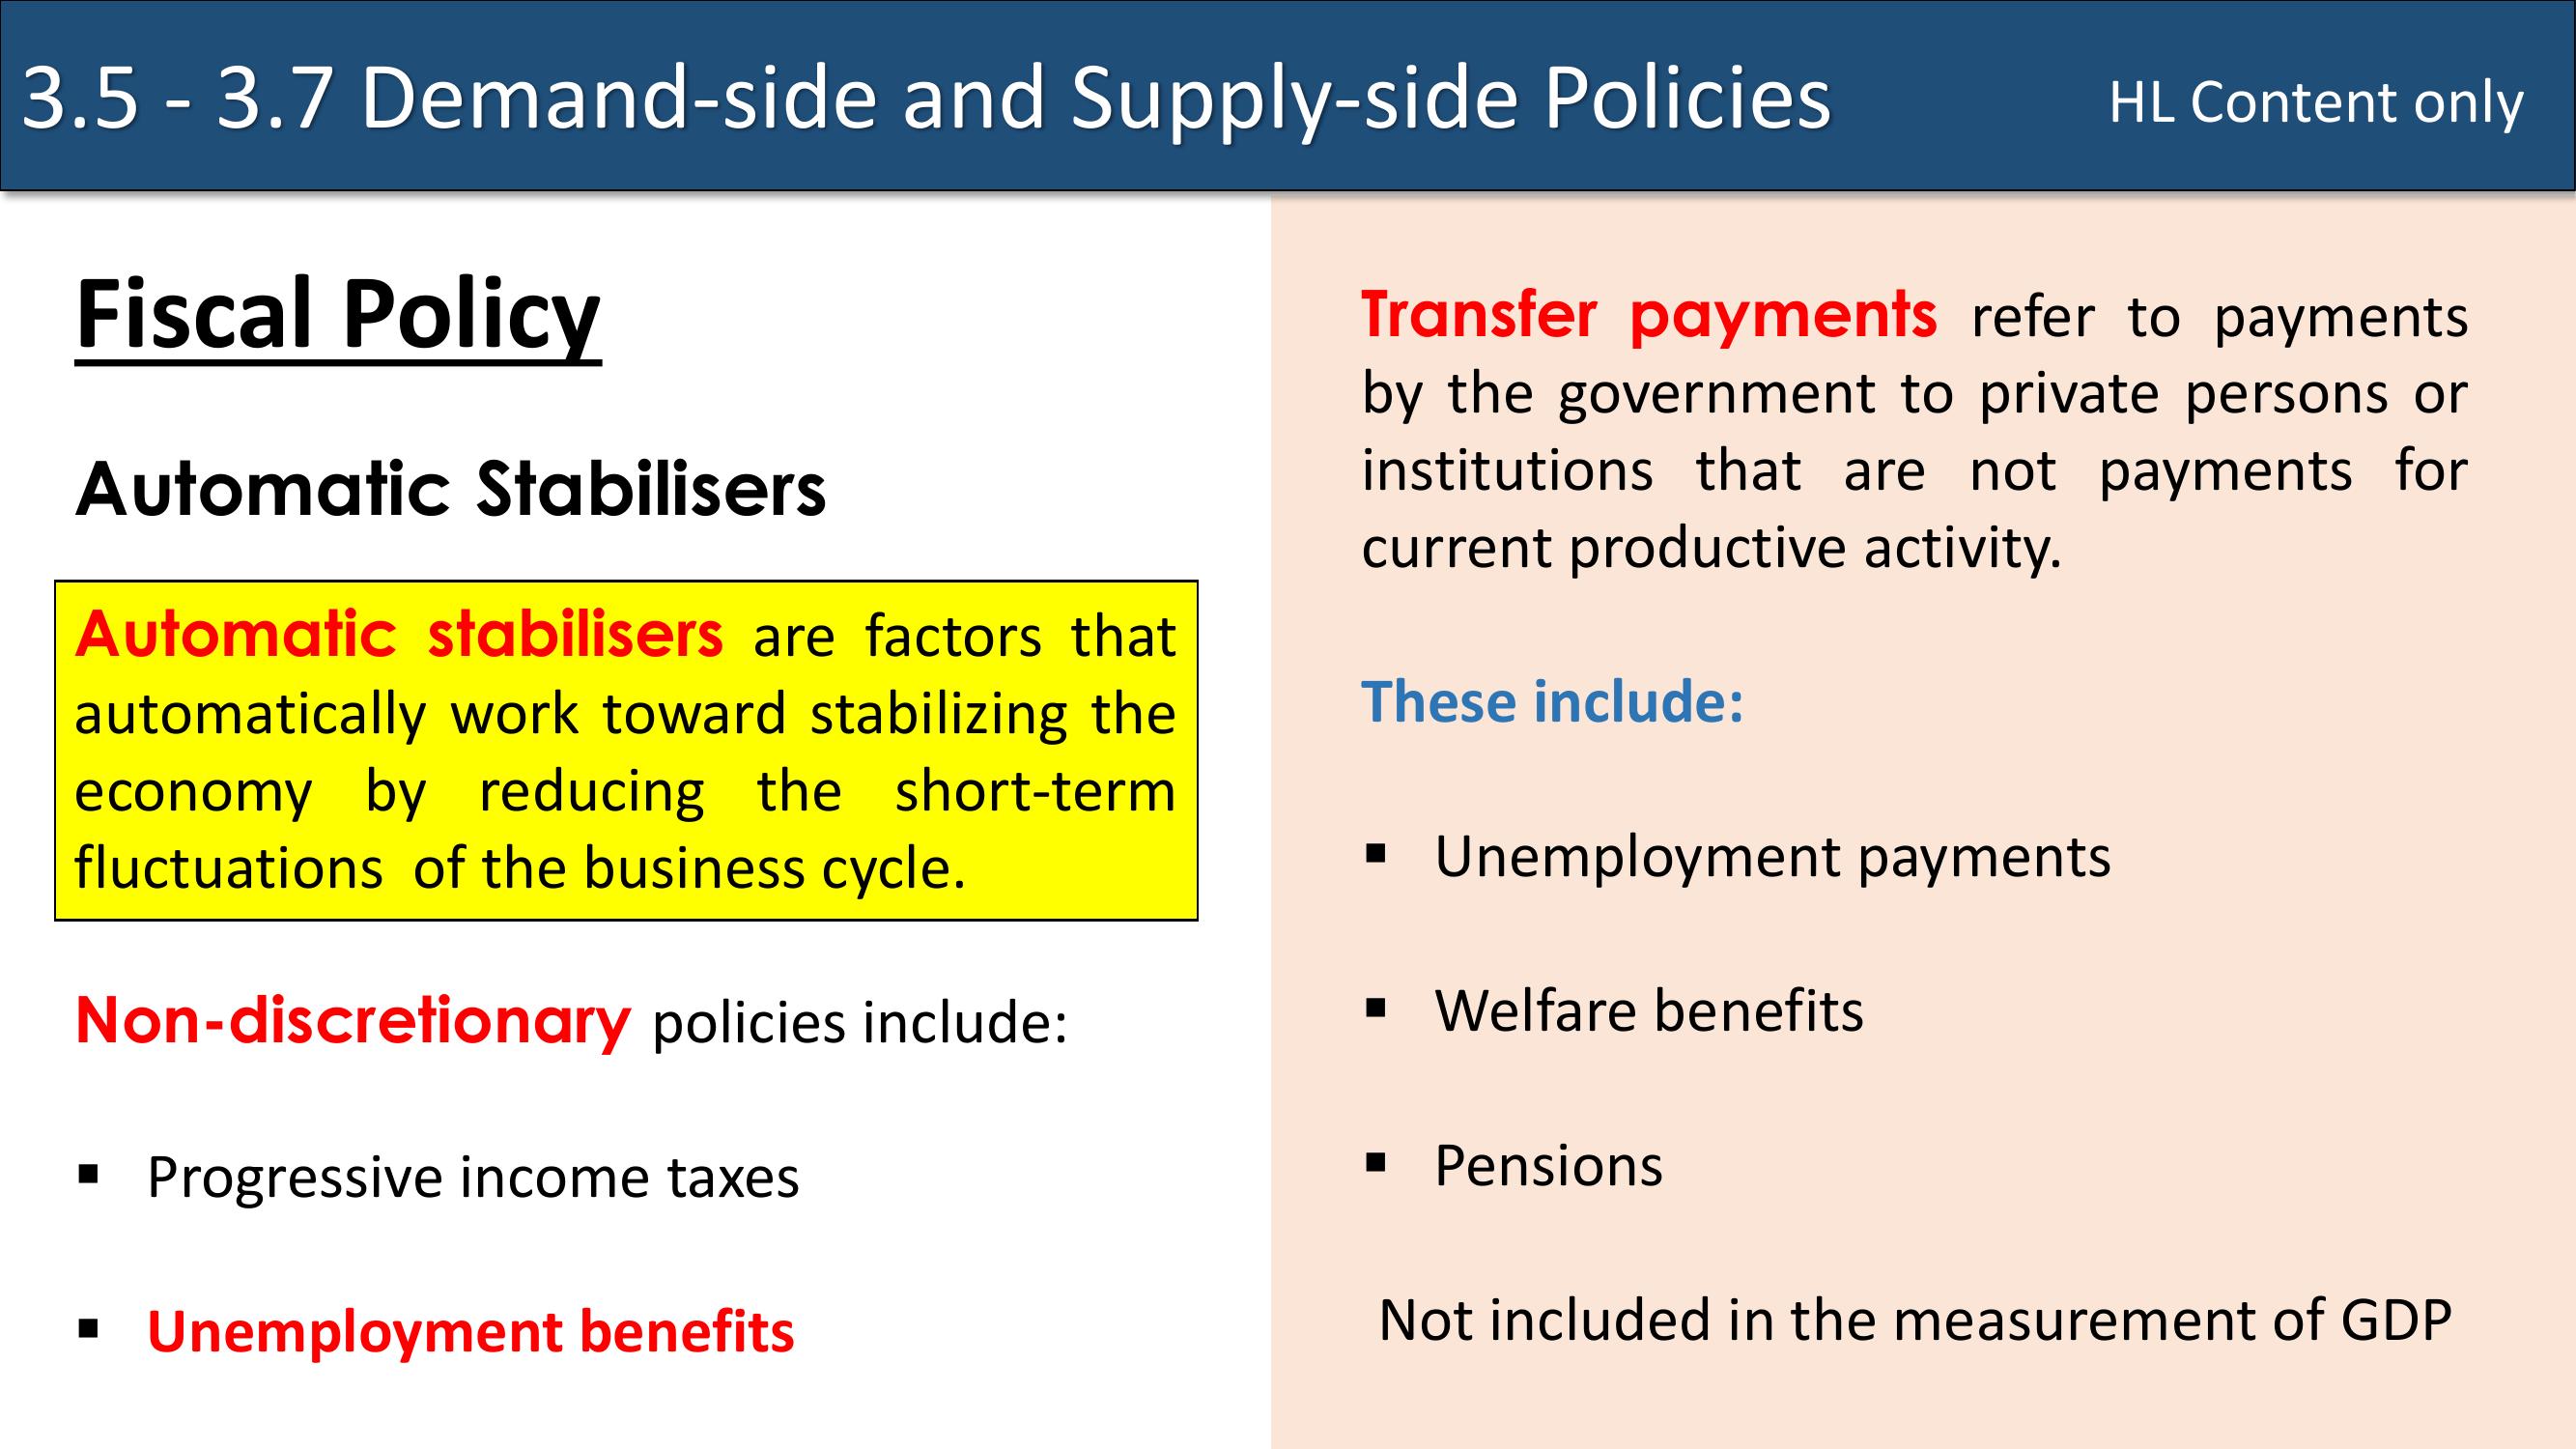 3.5 - 3.7 Demand-side and Supply-side Policies
HL Content only
Fiscal Policy
Automatic Stabilisers
Automatic stabilisers are factors that
automatically work toward stabilizing the
economy by reducing the short-term
fluctuations of the business cycle.
Non-discretionary policies include:
▪ Progressive income taxes
▪ Unemployment benefits
Transfer payments refer to payments
by the government to private persons or
institutions that are not payments for
current productive activity.
These include:
▪ Unemployment payments
▪ Welfare benefits
▪ Pensions
Not included in the measurement of GDP